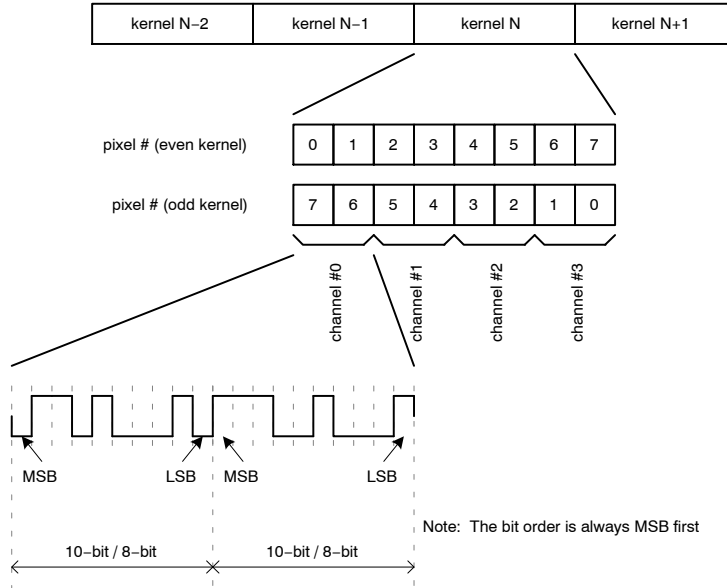 kernel N−2 kernel N−1 kernel N kernel N+1
pixel # (even kernel) 0 1 2 3 4 5 6 7
pixel # (odd kernel) 7 6 5 4 3 2 1 0
channel #0 channel #1 channel #2 channel #3
MSB LSB MSB LSB
Note: The bit order is always MSB first
10−bit / 8−bit 10−bit / 8−bit